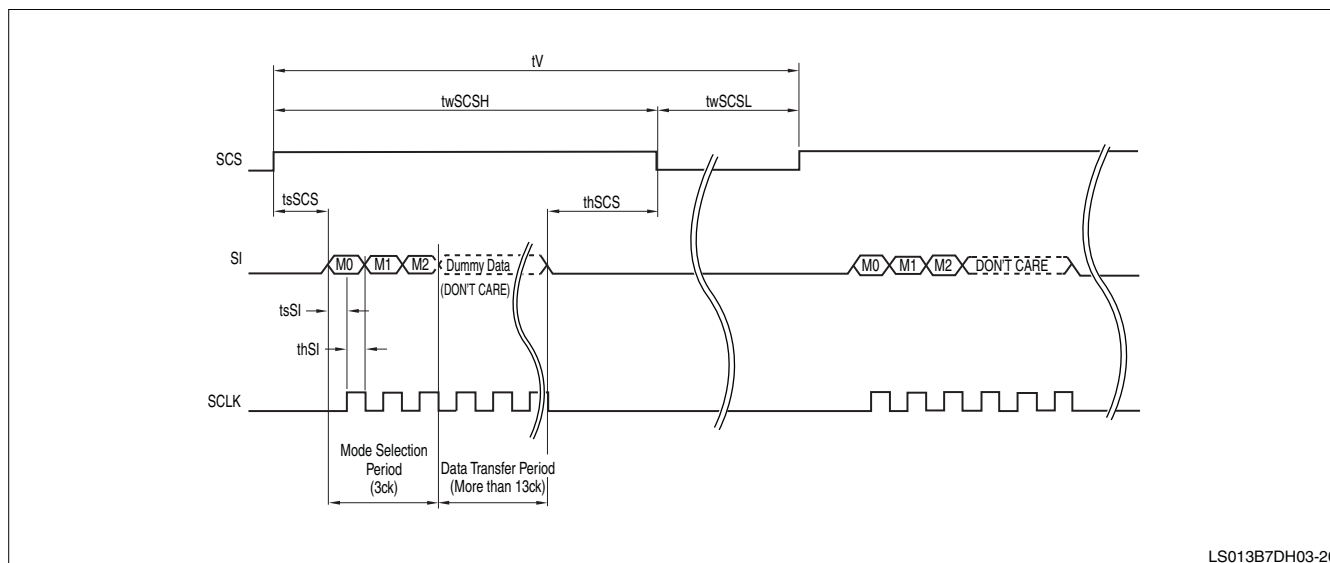 tV
twSCSH
twSCSL
SCS
tsSCS
thSCS
SI
M0
M1
M2
Dummy Data
(DON'T CARE)
M0
M1
M2
DON'T CARE
tsSI
thSI
SCLK
Mode Selection
Period
(3ck)
Data Transfer Period
(More than 13ck)